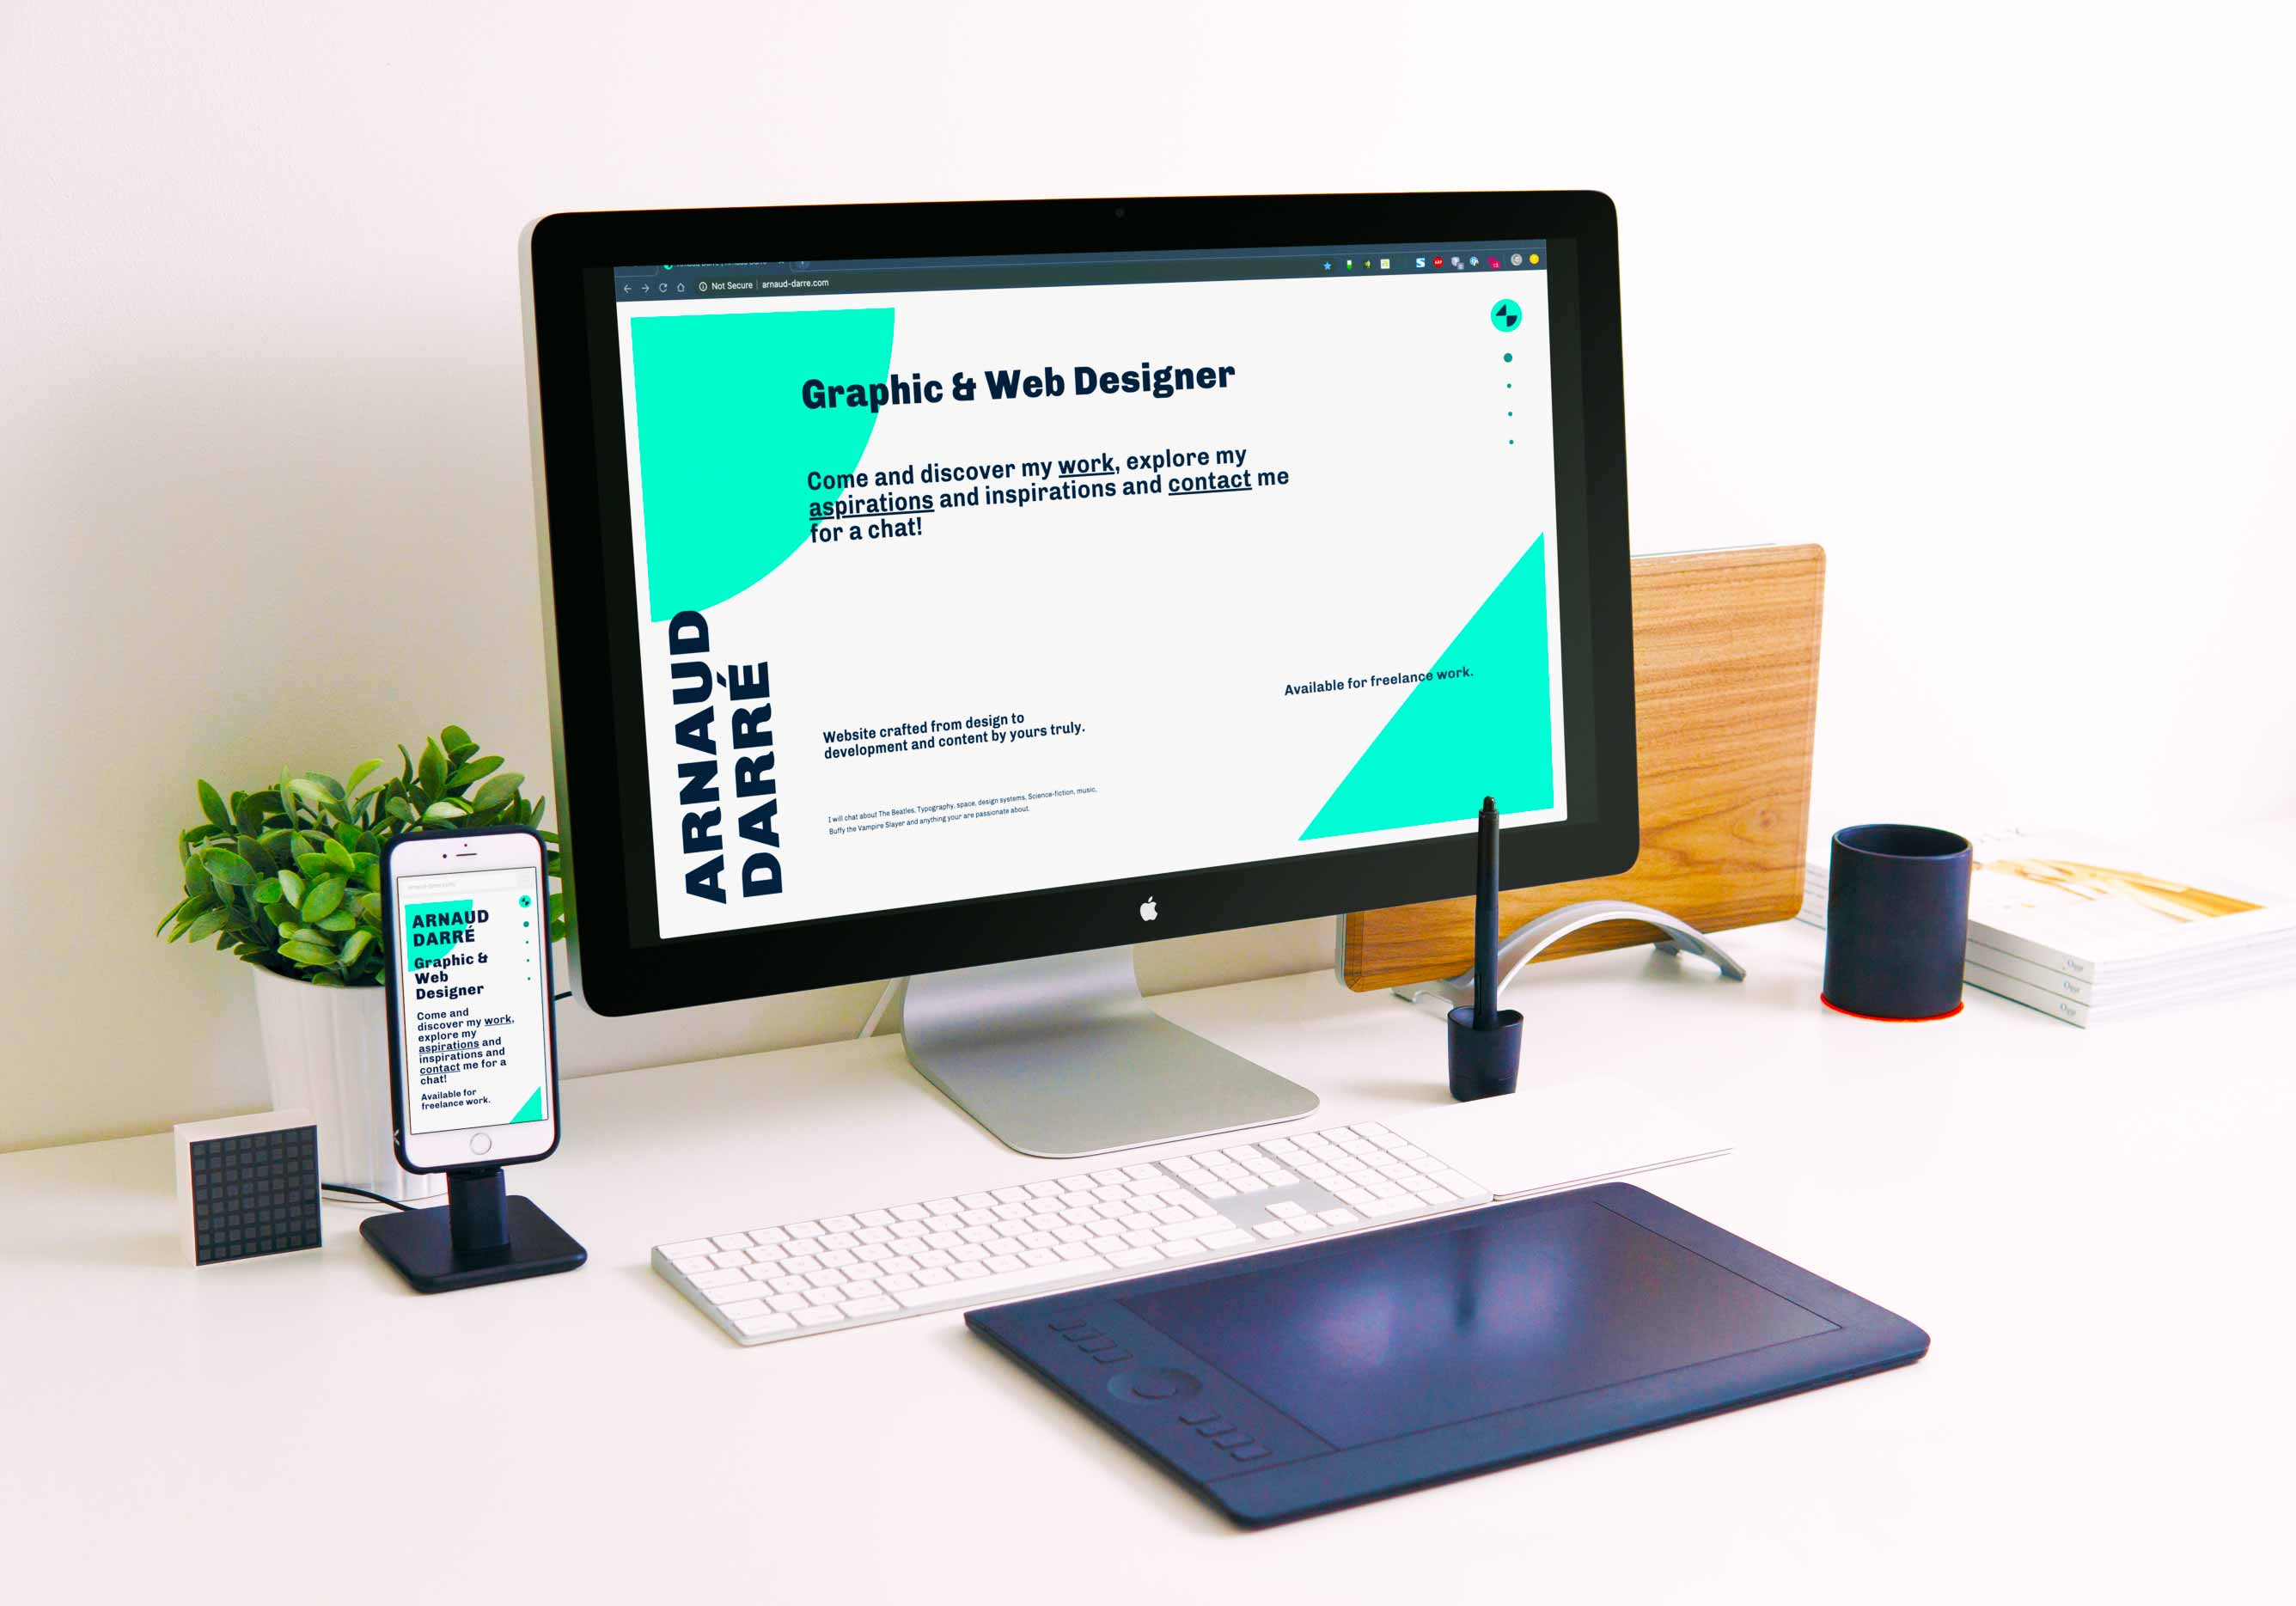 Not Secure
arnaud-darre.com
Graphic & Web Designer
Come and discover my work, explore my
aspirations and inspirations and contact me
for a chat!
ARNAUD
DARRÉ
Available for freelance work.
Website crafted from design to
development and content by yours truly.
I will chat about The Beatles, Typography, space, design systems, Science-fiction, music,
Buffy the Vampire Slayer and anything your are passionate about.
ARNAUD
DARRÉ
Graphic &
Web
Designer
Come and
discover my work,
explore my
aspirations and
inspirations and
contact me for a
chat!
Available for
freelance work.